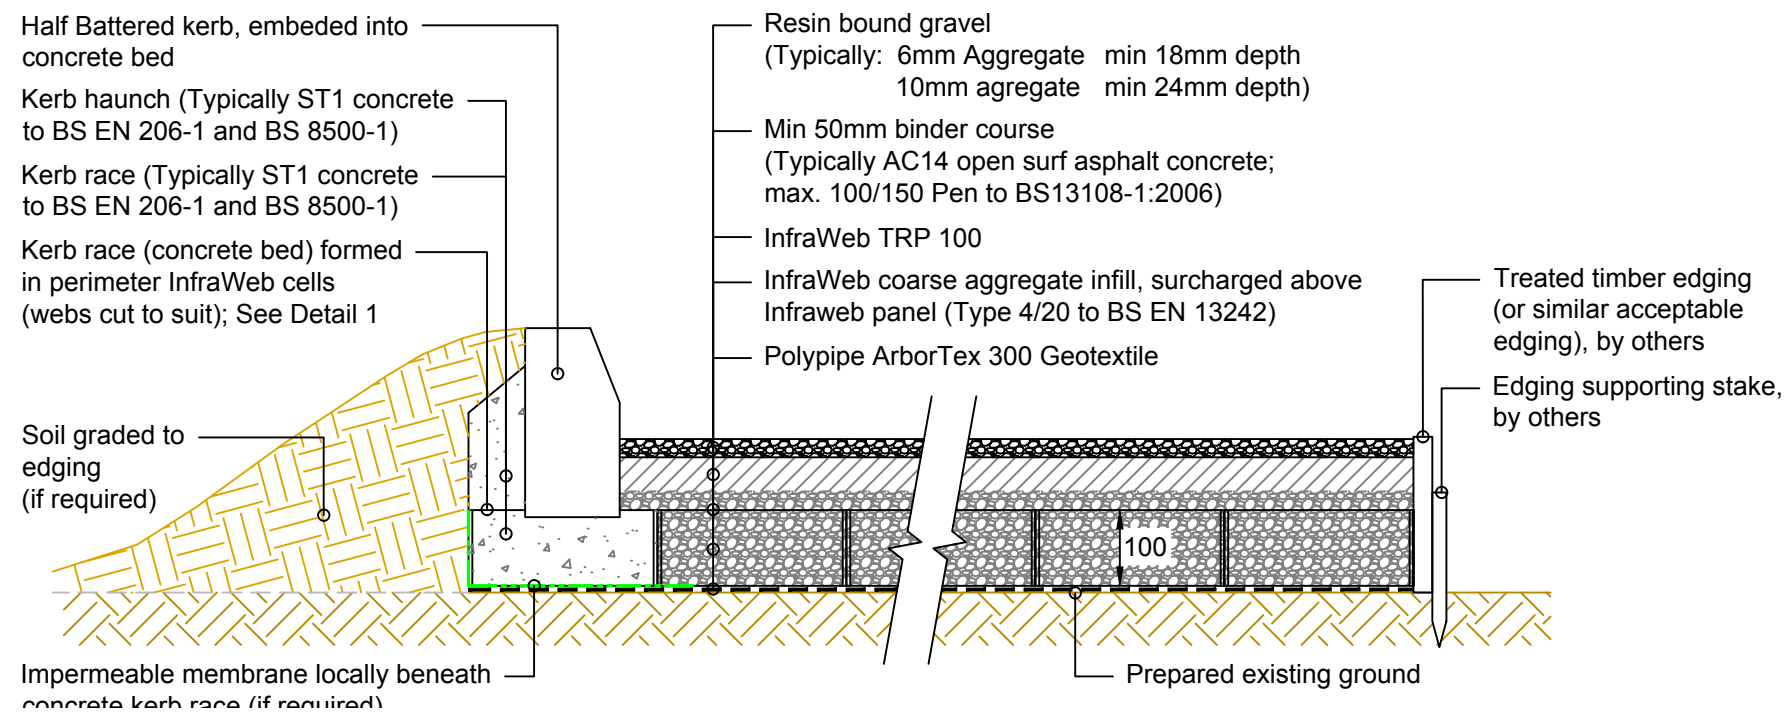 Half Battered kerb, embeded into
concrete bed
Kerb haunch (Typically ST1 concrete
to BS EN 206-1 and BS 8500-1)
Kerb race (Typically ST1 concrete
to BS EN 206-1 and BS 8500-1)
Kerb race (concrete bed) formed
in perimeter InfraWeb cells
(webs cut to suit); See Detail 1
Soil graded to
edging
(if required)
Impermeable membrane locally beneath
concrete kerb race (if required)
Resin bound gravel
(Typically: 6mm Aggregate min 18mm depth
10mm agregate min 24mm depth)
Min 50mm binder course
(Typically AC14 open surf asphalt concrete;
max. 100/150 Pen to BS13108-1:2006)
InfraWeb TRP 100
InfraWeb coarse aggregate infill, surcharged above
Infraweb panel (Type 4/20 to BS EN 13242)
Polypipe ArborTex 300 Geotextile
100
Prepared existing ground
Treated timber edging
(or similar acceptable
edging), by others
Edging supporting stake,
by others